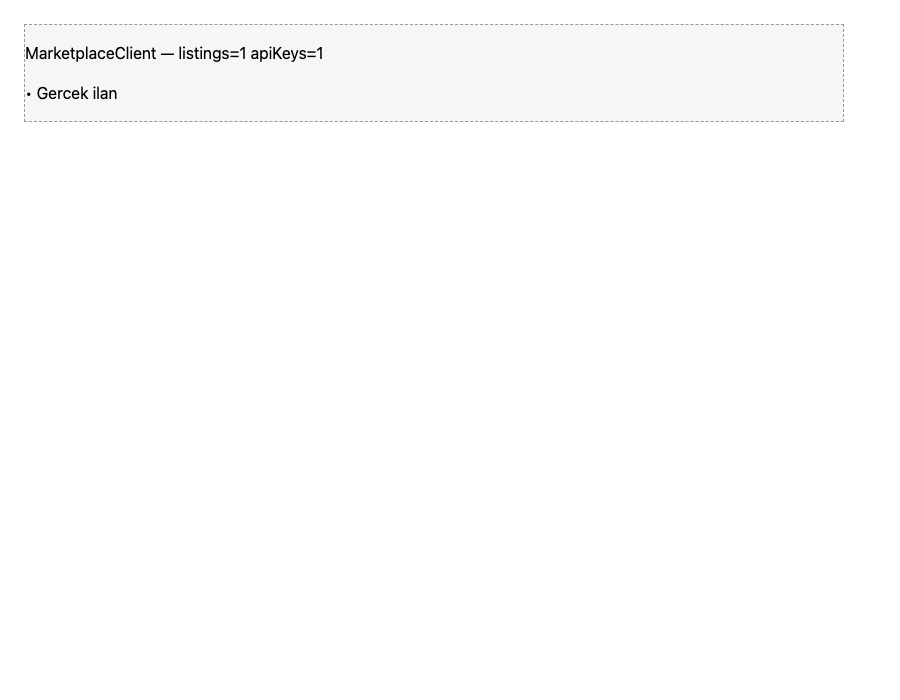 MarketplaceClient — listings=1 apiKeys=1
• Gercek ilan